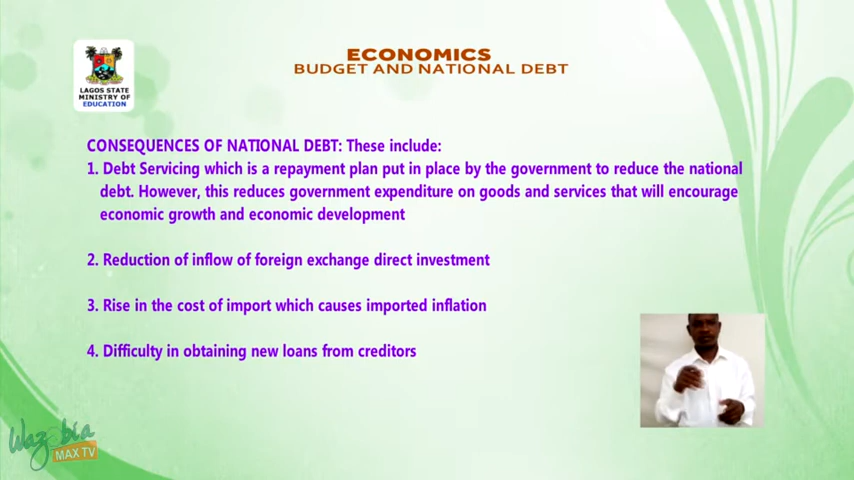 ECONOMICS
BUDGET AND NATIONAL DEBT
LAGOS STATE
MINISTRY OF
EDUCATION
CONSEQUENCES OF NATIONAL DEBT: These include:
1. Debt Servicing which is a repayment plan put in place by the government to reduce the national
debt. However, this reduces government expenditure on goods and services that will encourage
economic growth and economic development
2. Reduction of inflow of foreign exchange direct investment
3. Rise in the cost of import which causes imported inflation
4. Difficulty in obtaining new loans from creditors
Wazobia
MAX TV